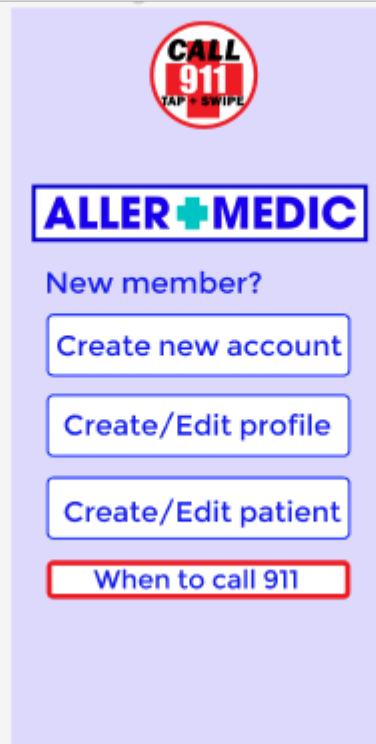 CALL
911
TAP + SWIPE
ALLER MEDIC
New member?
Create new account
Create/Edit profile
Create/Edit patient
When to call 911